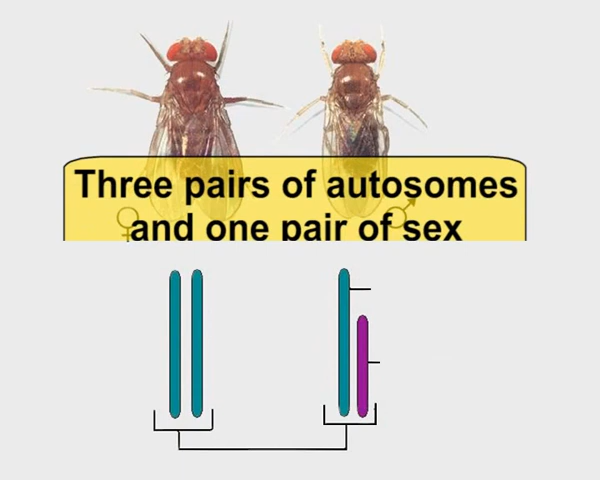 Three pairs of autosomes
and one pair of sex